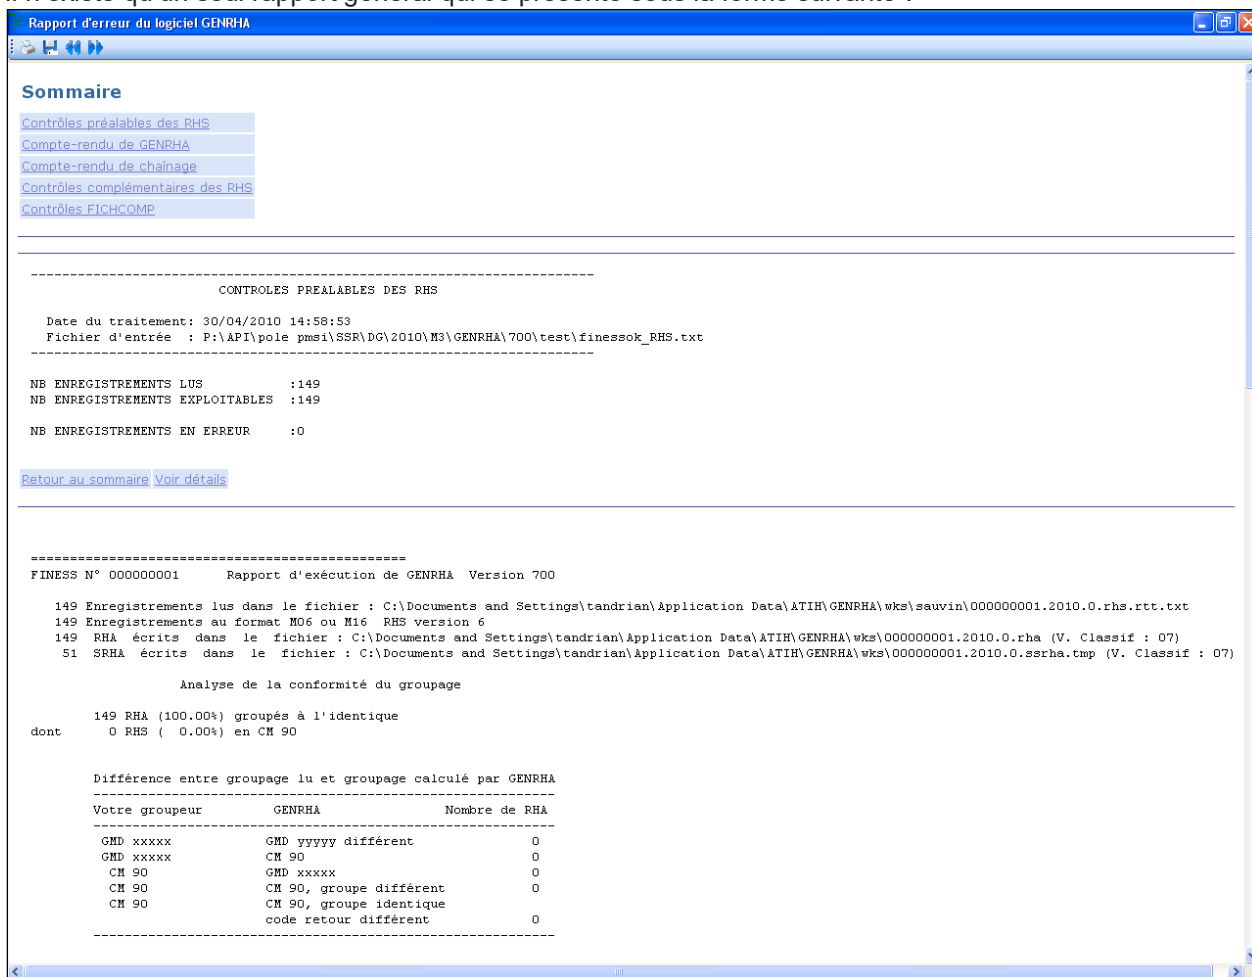 Rapport d'erreur du logiciel GENRHA
Sommaire
Contrôles préalables des RHS
Compte-rendu de GENRHA
Compte-rendu de chaînage
Contrôles complémentaires des RHS
Contrôles FICHCOMP
CONTROLES PREALABLES DES RHS
Date du traitement: 30/04/2010 14:58:53
Fichier d'entrée : P:\API\pole pmsi\SSR\DG\2010\M3\GENRHA\700\test\finessok_RHS.txt
NB ENREGISTREMENTS LUS :149
NB ENREGISTREMENTS EXPLOITABLES :149
NB ENREGISTREMENTS EN ERREUR :0
Retour au sommaire Voir détails
FINESS N° 000000001 Rapport d'exécution de GENRHA Version 700
149 Enregistrements lus dans le fichier : C:\Documents and Settings\tandrian\Application Data\ATIH\GENRHA\wks\sauvin\000000001.2010.0.rhs.rtt.txt
149 Enregistrements au format M06 ou M16 RHS version 6
149 RHA écrits dans le fichier : C:\Documents and Settings\tandrian\Application Data\ATIH\GENRHA\wks\000000001.2010.0.rha (V. Classif : 07)
51 SRHA écrits dans le fichier : C:\Documents and Settings\tandrian\Application Data\ATIH\GENRHA\wks\000000001.2010.0.ssrha.tmp (V. Classif : 07)
Analyse de la conformité du groupage
149 RHA (100.00%) groupés à l'identique
dont 0 RHS ( 0.00%) en CM 90
Différence entre groupage lu et groupage calculé par GENRHA
Votre groupeur GENRHA Nombre de RHA
GMD xxxxx GMD yyyyy différent 0
GMD xxxxx CM 90 0
CM 90 GMD xxxxx 0
CM 90 CM 90, groupe différent 0
CM 90 CM 90, groupe identique
code retour différent 0